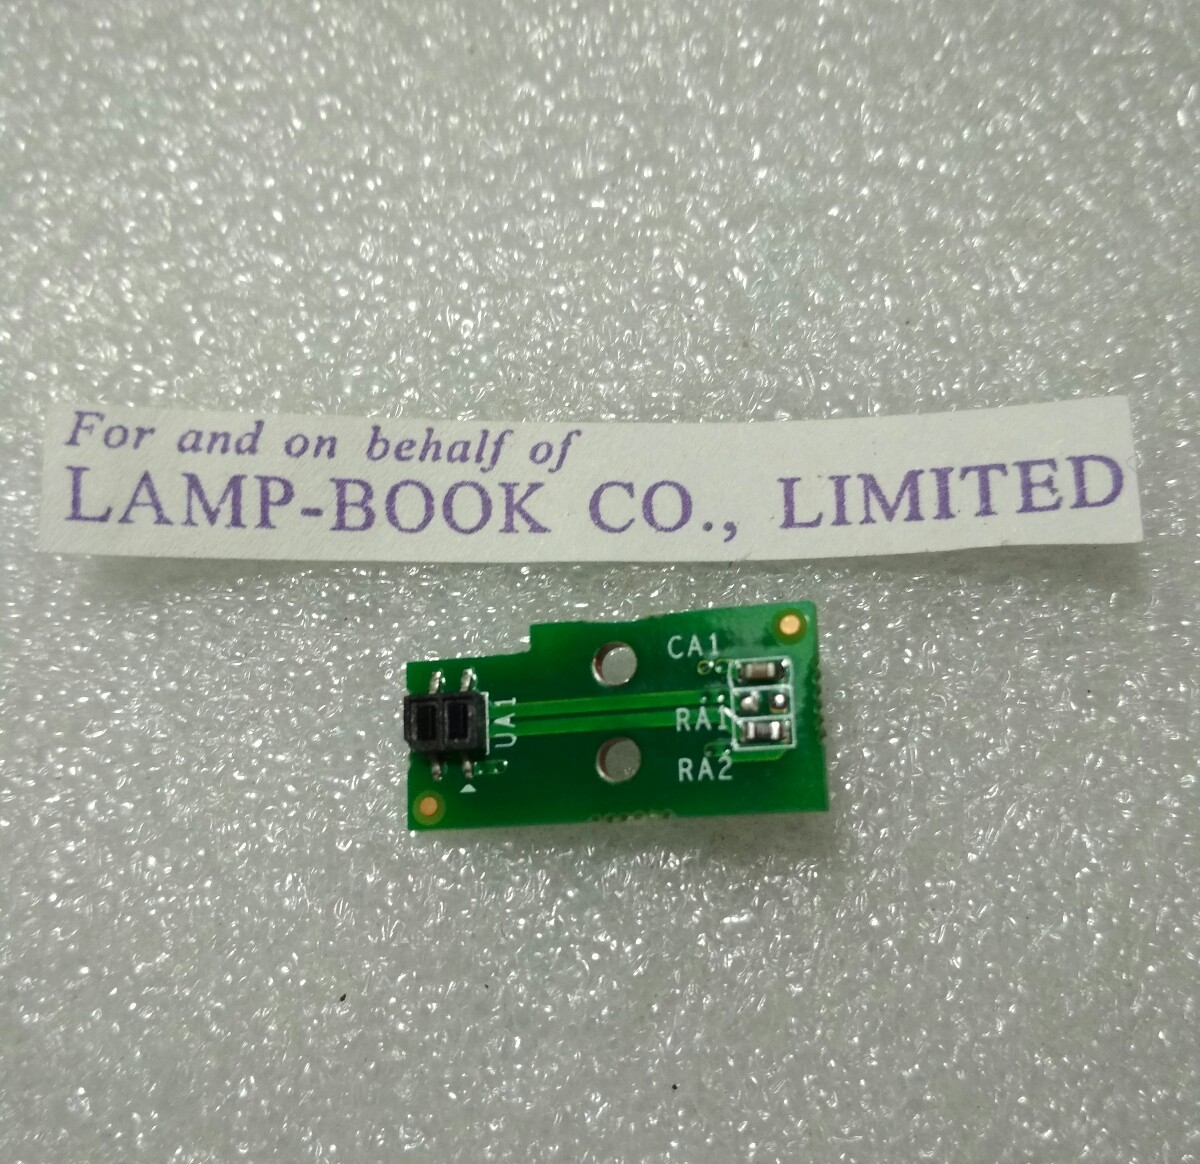 For and on behalf of
LAMP-BOOK CO., LIMITED
CA1
UA1
RA1
RA2